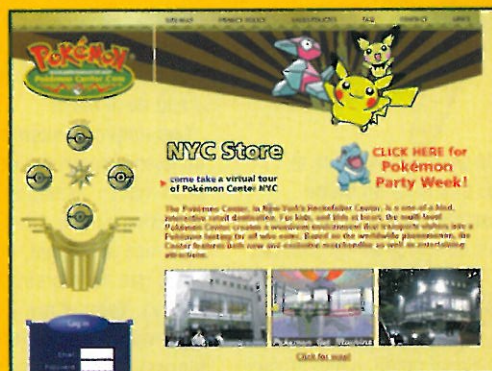 SITE MAP PRIVACY POLICY SAFETY POLICY FAQ CONTACT
POKéMON
Pokémon Center.Com
NYC Store
come take a virtual tour
of Pokémon Center NYC
CLICK HERE for
Pokémon
Party Week!
The Pokémon Center, in New York's Rockefeller Center, is a one-of-a-kind,
interactive retail destination. For kids, and kids at heart, the multi-level
Pokémon Center creates a wondrous environment that transports visitors into a
Pokémon fantasy for all who enter. Based on the worldwide phenomenon, the
Center features both new and exclusive merchandise as well as entertaining
attractions.
Click for more!
Log in
Email
Password